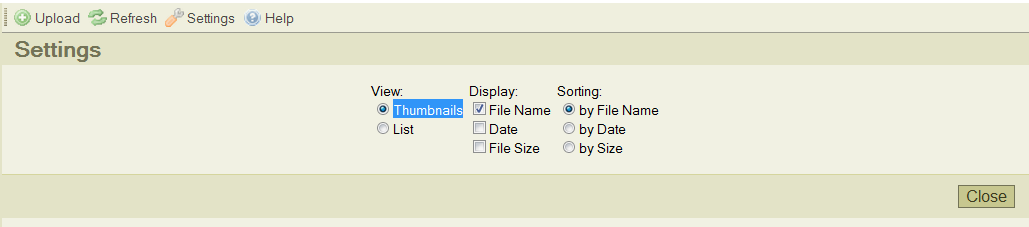 Upload Refresh Settings Help
Settings
View: Display: Sorting:
Thumbnails File Name by File Name
List Date by Date
File Size by Size
Close